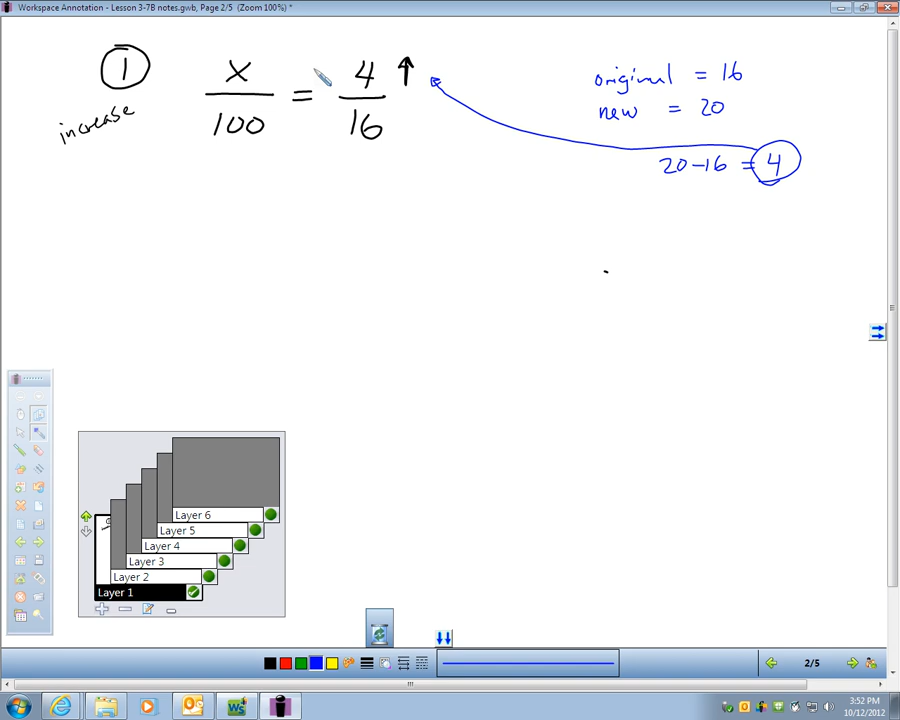 Workspace Annotation - Lesson 3-7B notes.gwb, Page 2/5 (Zoom 100%) *
1
increase
x
100
=
4
16
original = 16
new = 20
20-16 = 4
Layer 6
Layer 5
Layer 4
Layer 3
Layer 2
Layer 1
2/5
3:52 PM
10/12/2012